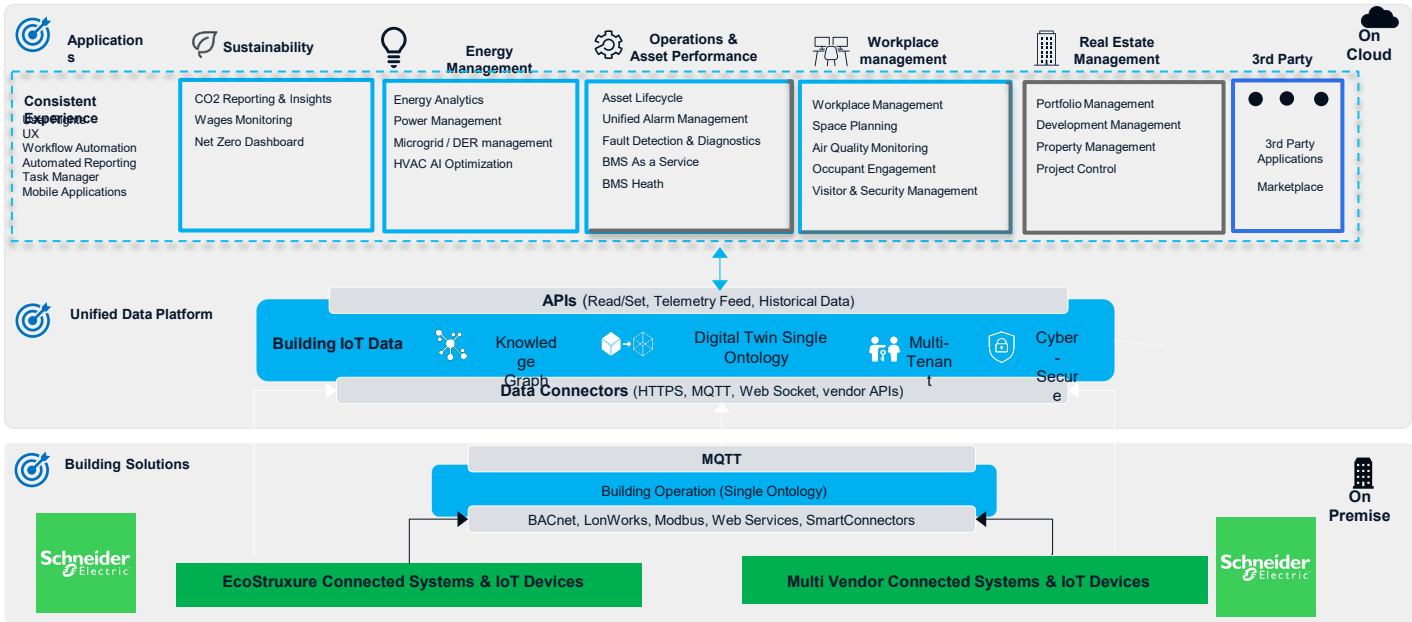 Application
s
Sustainability
Energy
Management
Operations &
Asset Performance
Workplace
management
Real Estate
Management
3rd Party
On
Cloud
Consistent
Experience
User Rights
UX
Workflow Automation
Automated Reporting
Task Manager
Mobile Applications
CO2 Reporting & Insights
Wages Monitoring
Net Zero Dashboard
Energy Analytics
Power Management
Microgrid / DER management
HVAC AI Optimization
Asset Lifecycle
Unified Alarm Management
Fault Detection & Diagnostics
BMS As a Service
BMS Heath
Workplace Management
Space Planning
Air Quality Monitoring
Occupant Engagement
Visitor & Security Management
Portfolio Management
Development Management
Property Management
Project Control
3rd Party
Applications
Marketplace
Unified Data Platform
APIs (Read/Set, Telemetry Feed, Historical Data)
Building IoT Data
Knowled
ge
Graph
Digital Twin Single
Ontology
Multi-
Tenan
t
Cyber
-
Secur
e
Data Connectors (HTTPS, MQTT, Web Socket, vendor APIs)
Building Solutions
MQTT
Building Operation (Single Ontology)
BACnet, LonWorks, Modbus, Web Services, SmartConnectors
On
Premise
Schneider
Electric
EcoStruxure Connected Systems & IoT Devices
Multi Vendor Connected Systems & IoT Devices
Schneider
Electric